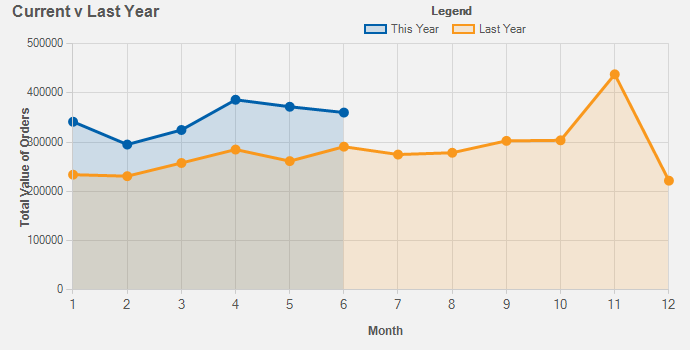 Current v Last Year
Legend
This Year
Last Year
500000
400000
300000
200000
100000
0
Total Value of Orders
1 2 3 4 5 6 7 8 9 10 11 12
Month